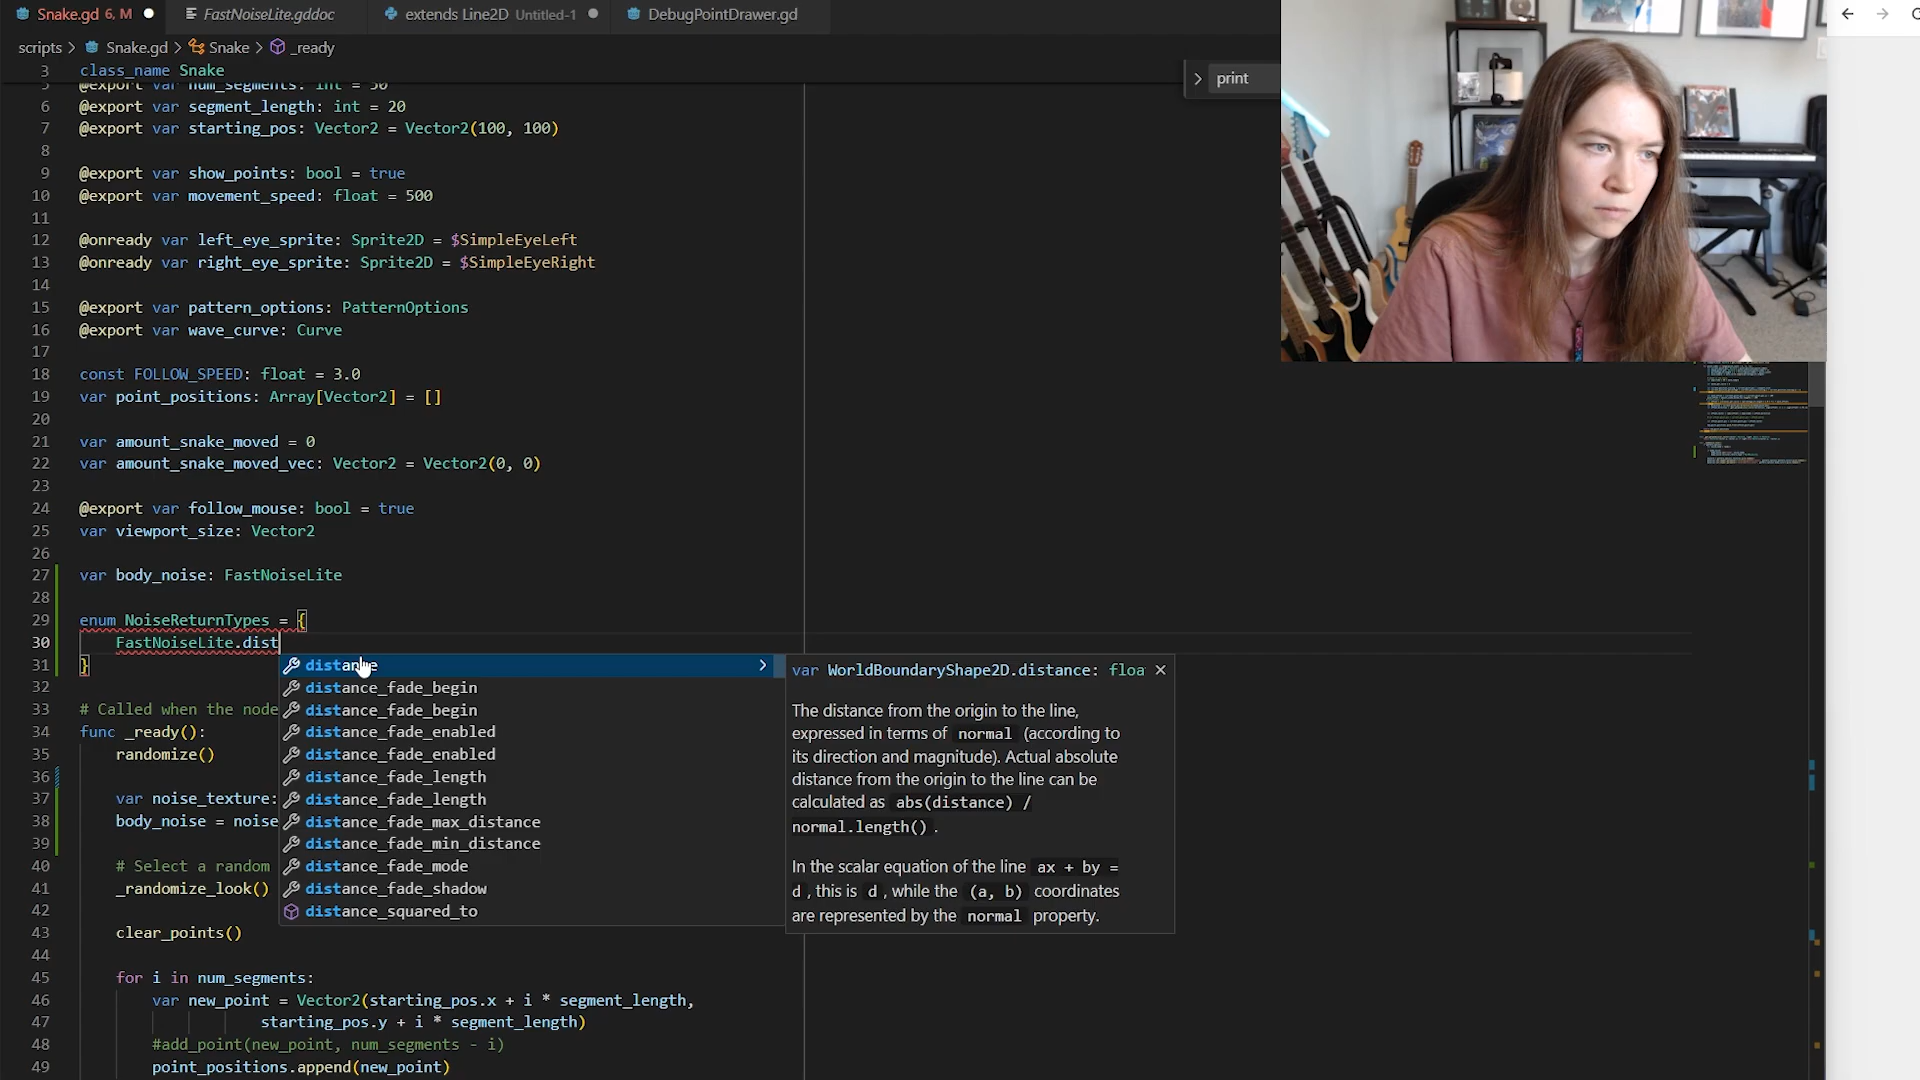 Snake.gd 6, M
FastNoiseLite.gddoc
extends Line2D Untitled-1
DebugPointDrawer.gd
scripts > Snake.gd > Snake > _ready
print
3 class_name Snake
5 @export var num_segments: int = 50
6 @export var segment_length: int = 20
7 @export var starting_pos: Vector2 = Vector2(100, 100)
8
9 @export var show_points: bool = true
10 @export var movement_speed: float = 500
11
12 @onready var left_eye_sprite: Sprite2D = $SimpleEyeLeft
13 @onready var right_eye_sprite: Sprite2D = $SimpleEyeRight
14
15 @export var pattern_options: PatternOptions
16 @export var wave_curve: Curve
17
18 const FOLLOW_SPEED: float = 3.0
19 var point_positions: Array[Vector2] = []
20
21 var amount_snake_moved = 0
22 var amount_snake_moved_vec: Vector2 = Vector2(0, 0)
23
24 @export var follow_mouse: bool = true
25 var viewport_size: Vector2
26
27 var body_noise: FastNoiseLite
28
29 enum NoiseReturnTypes = {
30 FastNoiseLite.dist
31 }
32
33 # Called when the node
34 func _ready():
35 randomize()
36
37 var noise_texture:
38 body_noise = noise
39
40 # Select a random
41 _randomize_look()
42
43 clear_points()
44
45 for i in num_segments:
46 var new_point = Vector2(starting_pos.x + i * segment_length,
47 starting_pos.y + i * segment_length)
48 #add_point(new_point, num_segments - i)
49 point_positions.append(new_point)
distance
distance_fade_begin
distance_fade_begin
distance_fade_enabled
distance_fade_enabled
distance_fade_length
distance_fade_length
distance_fade_max_distance
distance_fade_min_distance
distance_fade_mode
distance_fade_shadow
distance_squared_to
var WorldBoundaryShape2D.distance: floa
The distance from the origin to the line,
expressed in terms of normal (according to
its direction and magnitude). Actual absolute
distance from the origin to the line can be
calculated as abs(distance) /
normal.length() .
In the scalar equation of the line ax + by =
d , this is d , while the (a, b) coordinates
are represented by the normal property.